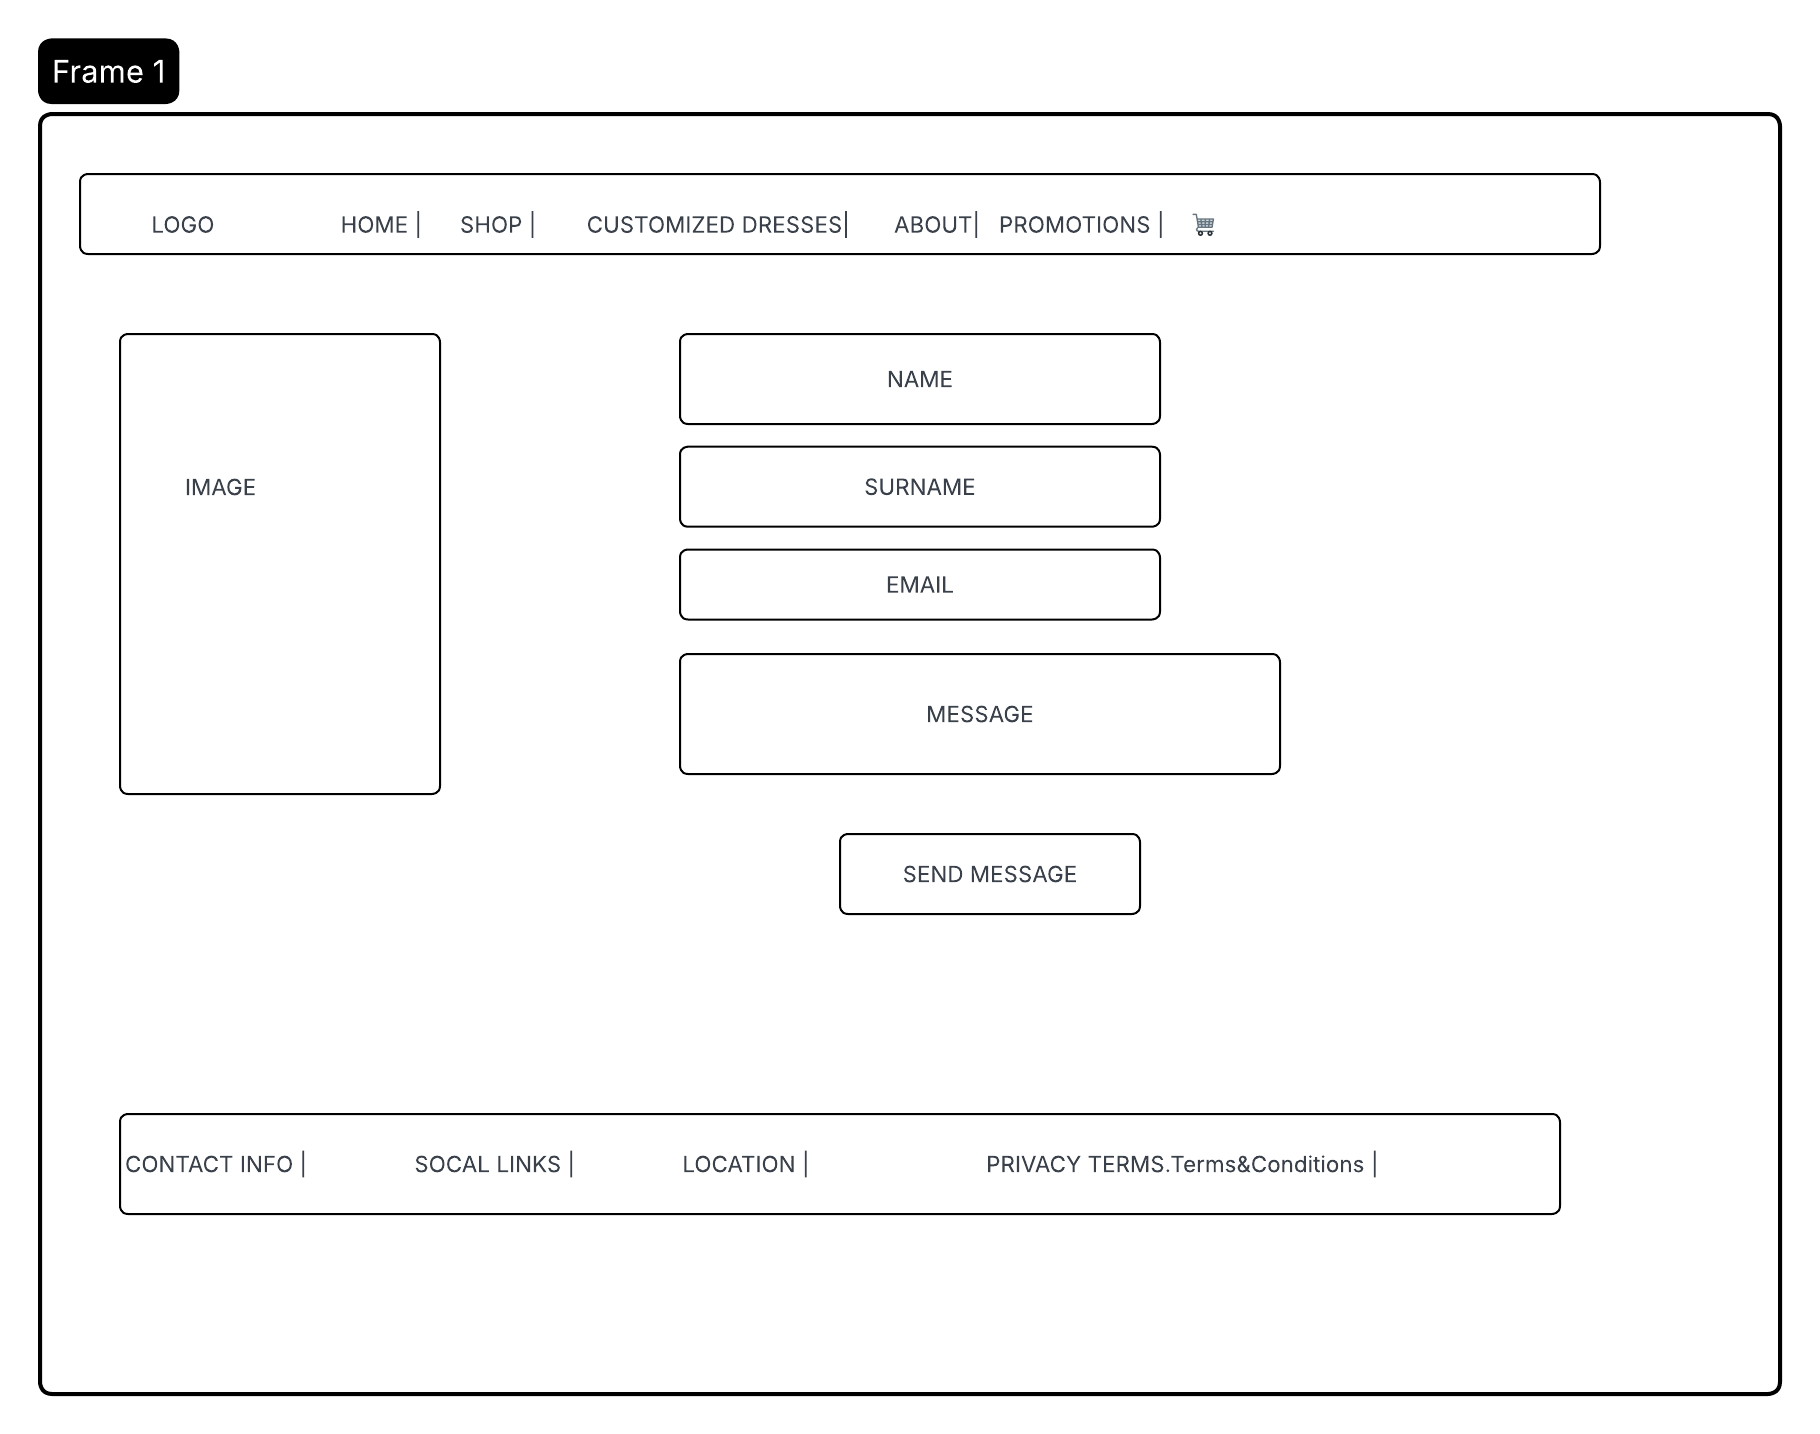 Frame 1
LOGO HOME | SHOP | CUSTOMIZED DRESSES| ABOUT| PROMOTIONS | 🛒
NAME
IMAGE
SURNAME
EMAIL
MESSAGE
SEND MESSAGE
CONTACT INFO | SOCAL LINKS | LOCATION | PRIVACY TERMS.Terms&Conditions |